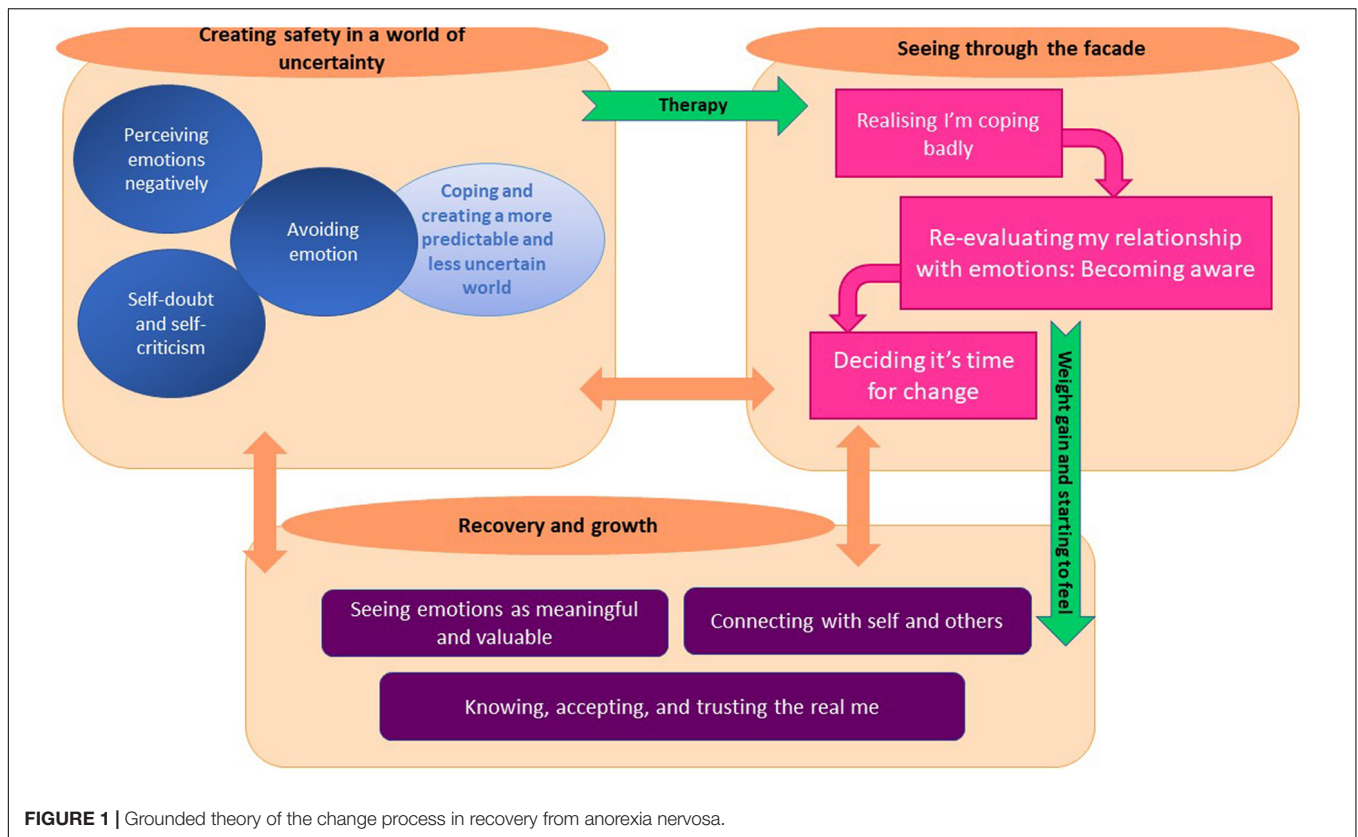 Creating safety in a world of
uncertainty
Perceiving
emotions
negatively
Avoiding
emotion
Coping and
creating a more
predictable and
less uncertain
world
Self-doubt
and self-
criticism
Therapy
Seeing through the facade
Realising I'm coping
badly
Re-evaluating my relationship
with emotions: Becoming aware
Deciding it's time
for change
Weight gain and starting to feel
Recovery and growth
Seeing emotions as meaningful
and valuable
Connecting with self and others
Knowing, accepting, and trusting the real me
FIGURE 1 | Grounded theory of the change process in recovery from anorexia nervosa.